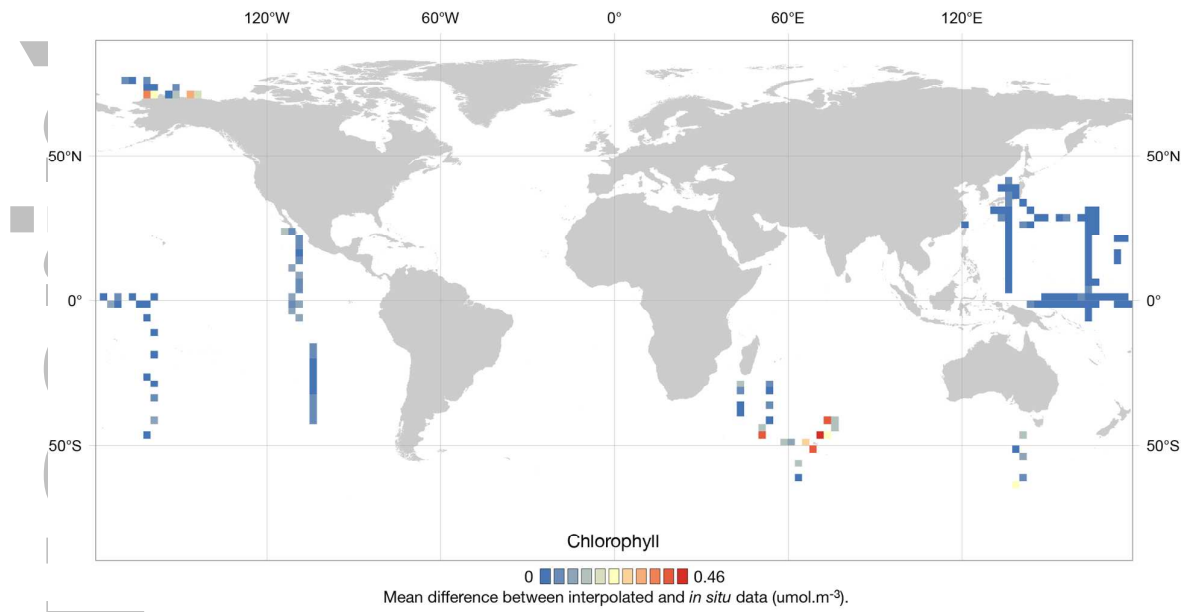 120°W 60°W 0° 60°E 120°E
50°N 50°N
0° 0°
50°S 50°S
Chlorophyll
0 0.46
Mean difference between interpolated and in situ data (umol.m⁻³).